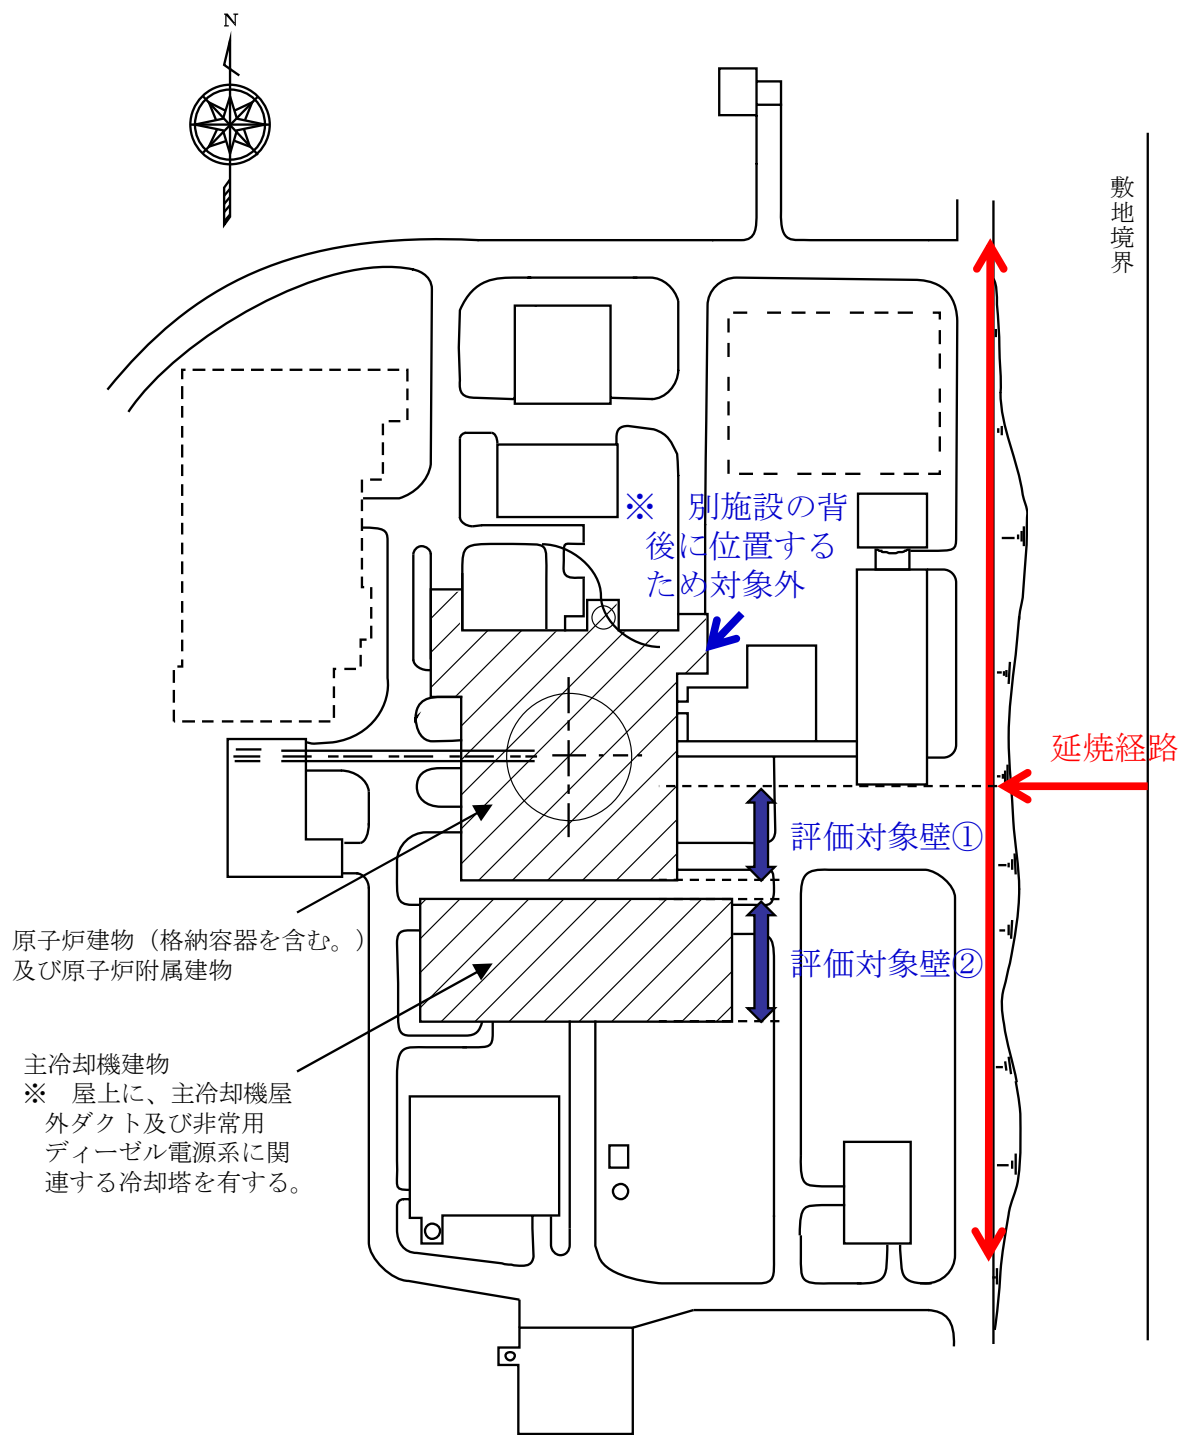 N
敷地境界
※　別施設の背
後に位置する
ため対象外
延焼経路
評価対象壁①
評価対象壁②
原子炉建物（格納容器を含む。）
及び原子炉附属建物
主冷却機建物
※　屋上に、主冷却機屋
外ダクト及び非常用
ディーゼル電源系に関
連する冷却塔を有する。